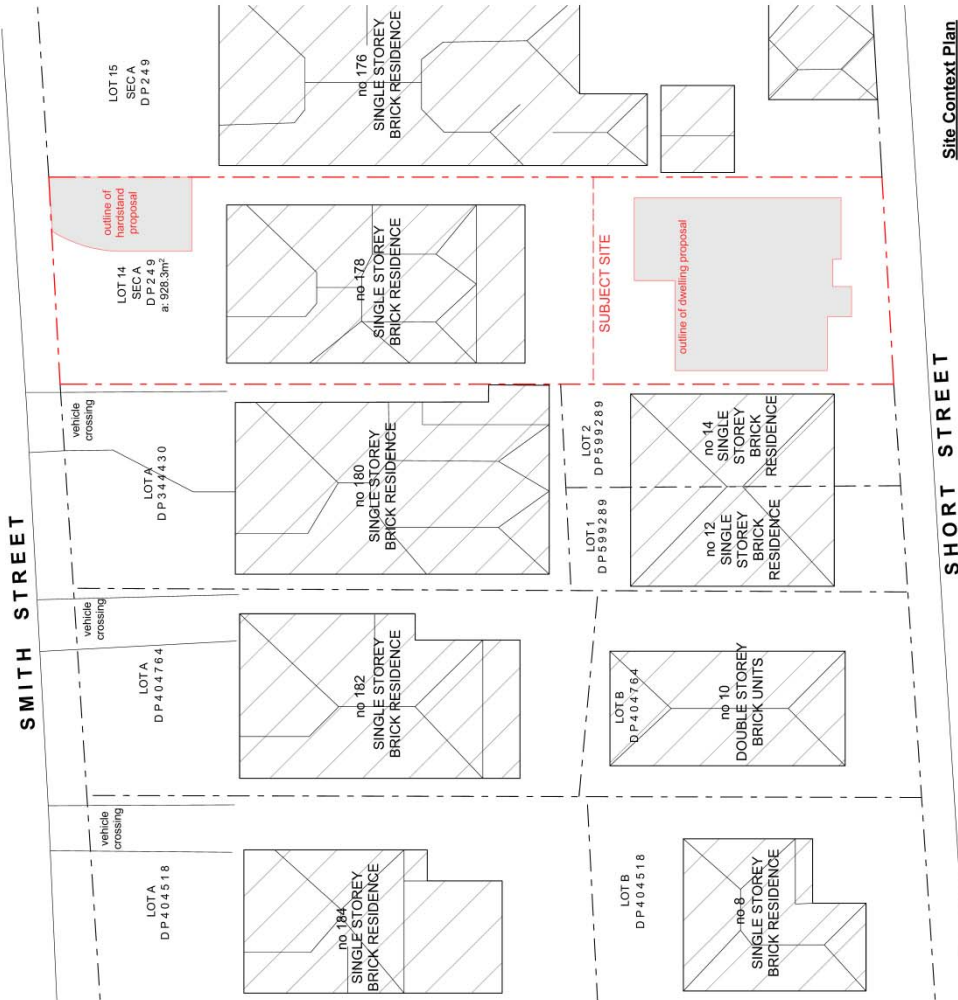 SMITH STREET
vehicle
crossing
vehicle
crossing
vehicle
crossing
LOT A
DP404518
LOT A
DP404764
LOT A
DP344430
LOT 14
SEC A
DP249
a: 928.3m²
outline of
hardstand
proposal
LOT 15
SEC A
DP249
no 184
SINGLE STOREY
BRICK RESIDENCE
no 182
SINGLE STOREY
BRICK RESIDENCE
no 180
SINGLE STOREY
BRICK RESIDENCE
no 178
SINGLE STOREY
BRICK RESIDENCE
no 176
SINGLE STOREY
BRICK RESIDENCE
LOT B
DP404518
LOT B
DP404764
LOT 1
DP599289
LOT 2
DP599289
SUBJECT SITE
no 8
SINGLE STOREY
BRICK RESIDENCE
no 10
DOUBLE STOREY
BRICK UNITS
no 12
SINGLE
STOREY
BRICK
RESIDENCE
no 14
SINGLE
STOREY
BRICK
RESIDENCE
outline of dwelling proposal
SHORT STREET
Site Context Plan